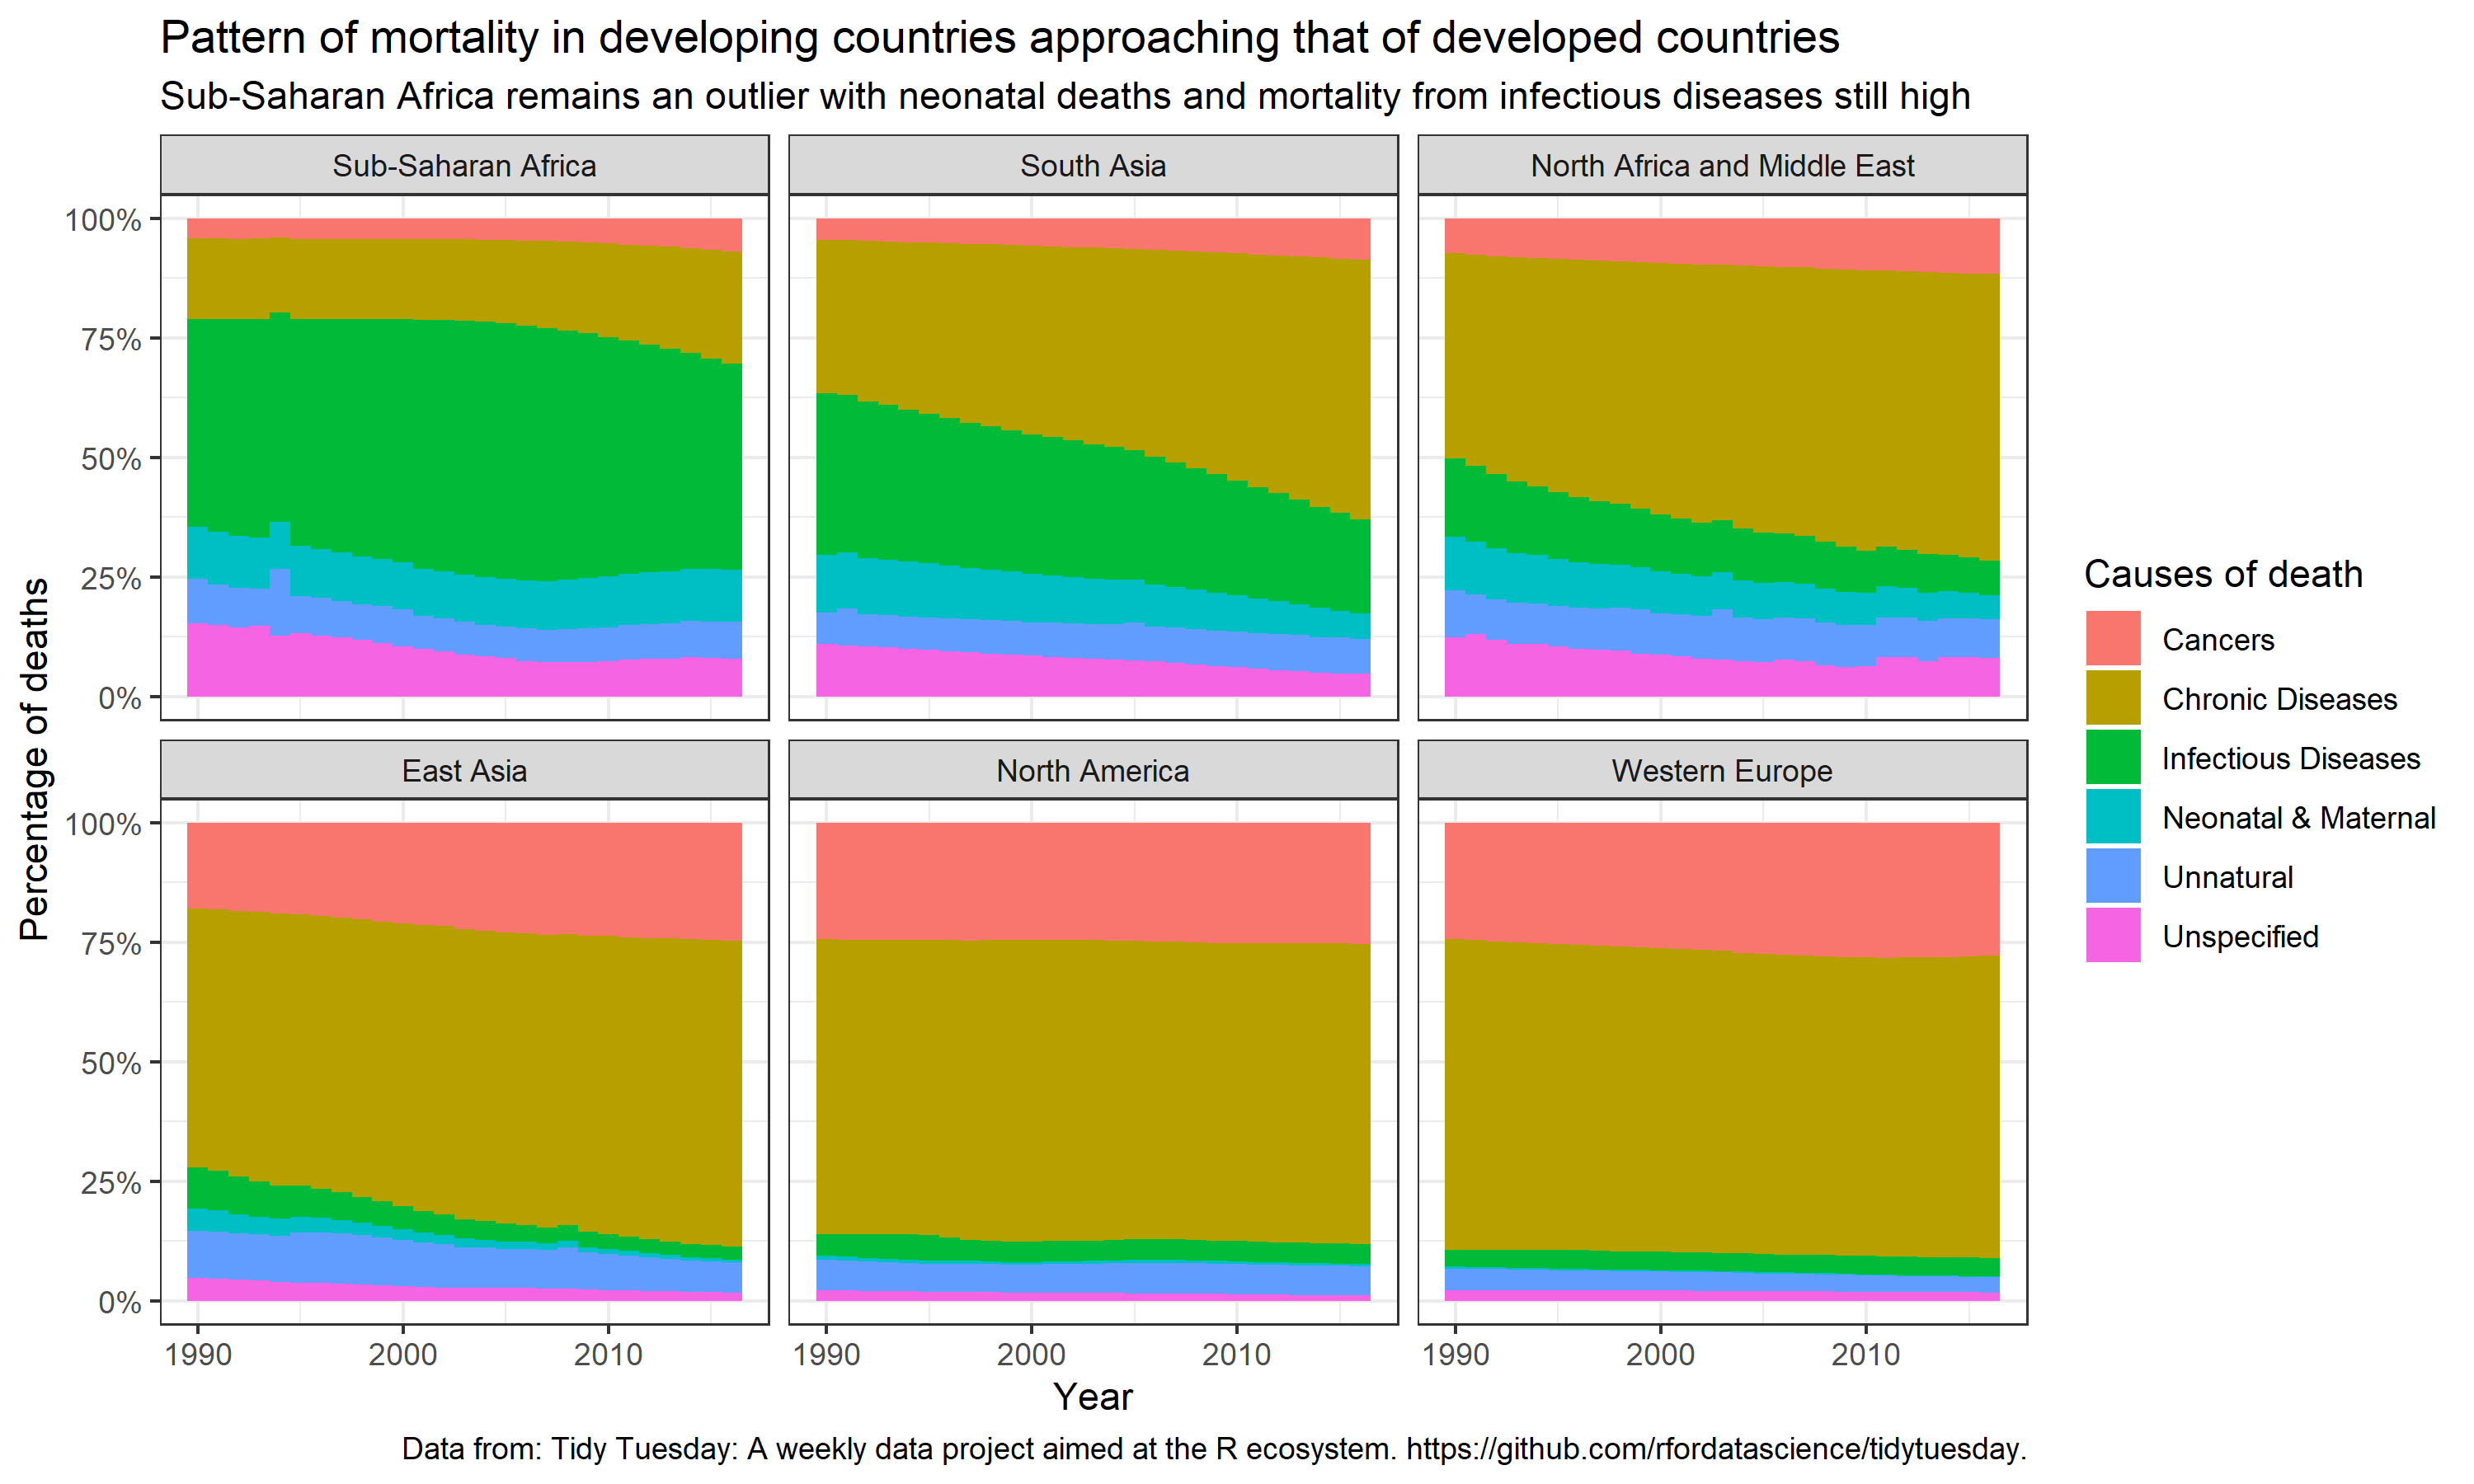 Pattern of mortality in developing countries approaching that of developed countries
Sub-Saharan Africa remains an outlier with neonatal deaths and mortality from infectious diseases still high
Sub-Saharan Africa
South Asia
North Africa and Middle East
100%
75%
50%
25%
0%
East Asia
North America
Western Europe
100%
75%
50%
25%
0%
Percentage of deaths
1990
2000
2010
1990
2000
2010
1990
2000
2010
Year
Causes of death
Cancers
Chronic Diseases
Infectious Diseases
Neonatal & Maternal
Unnatural
Unspecified
Data from: Tidy Tuesday: A weekly data project aimed at the R ecosystem. https://github.com/rfordatascience/tidytuesday.